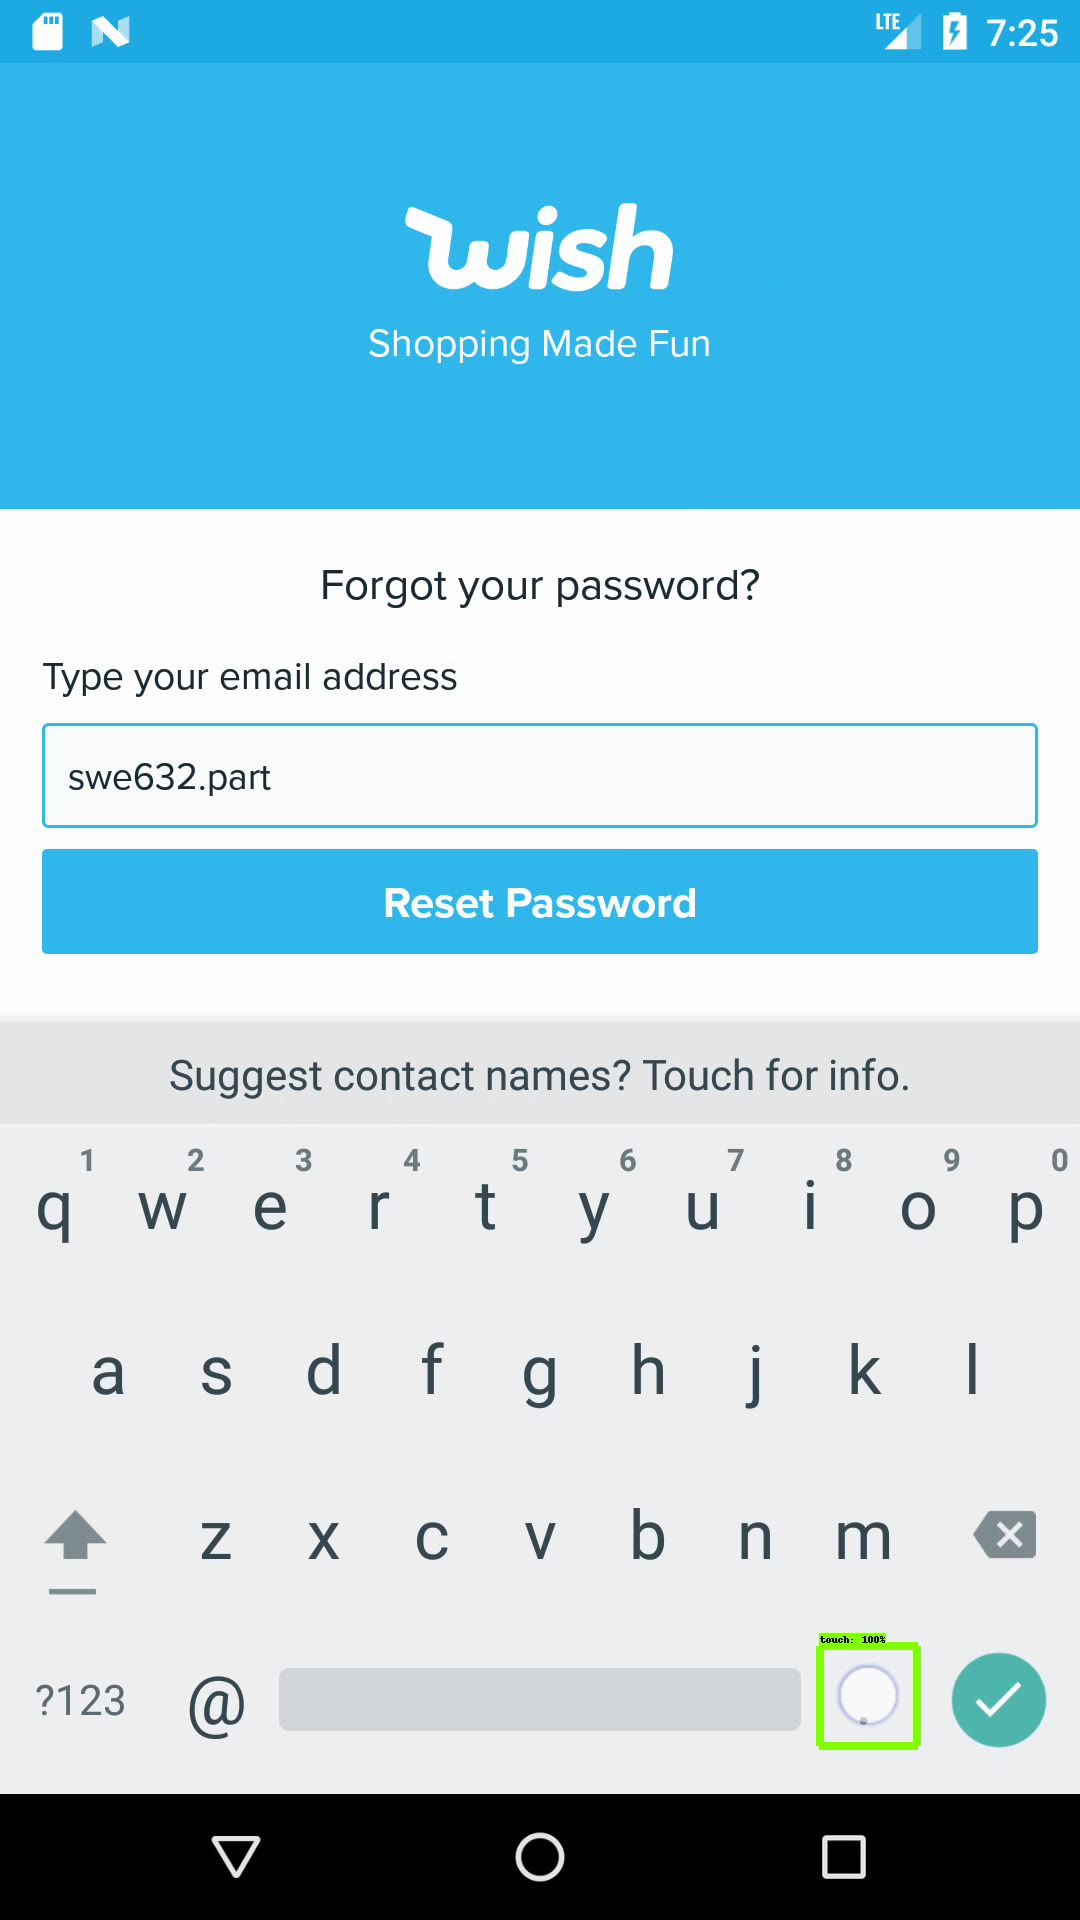 LTE 7:25
wish
Shopping Made Fun
Forgot your password?
Type your email address
swe632.part
Reset Password
Suggest contact names? Touch for info.
1 2 3 4 5 6 7 8 9 0
q w e r t y u i o p
a s d f g h j k l
z x c v b n m
touch: 100%
?123 @ .